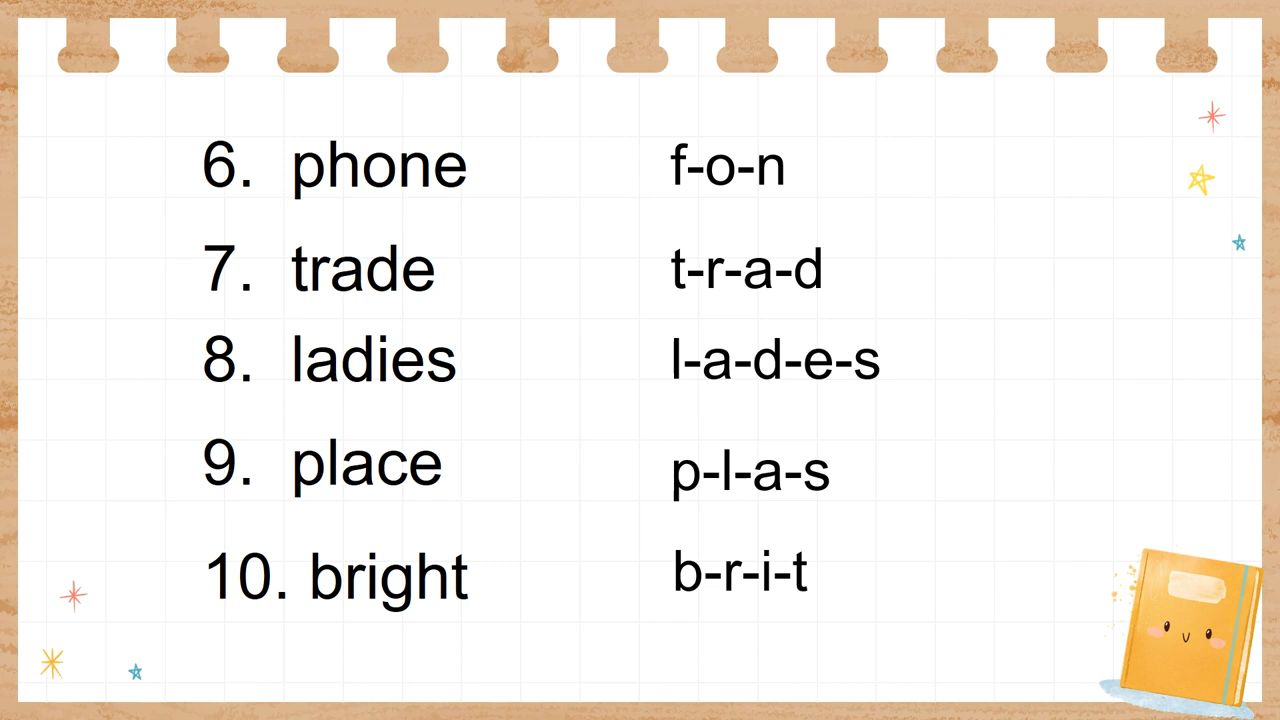 6. phone f-o-n
7. trade t-r-a-d
8. ladies l-a-d-e-s
9. place p-l-a-s
10. bright b-r-i-t